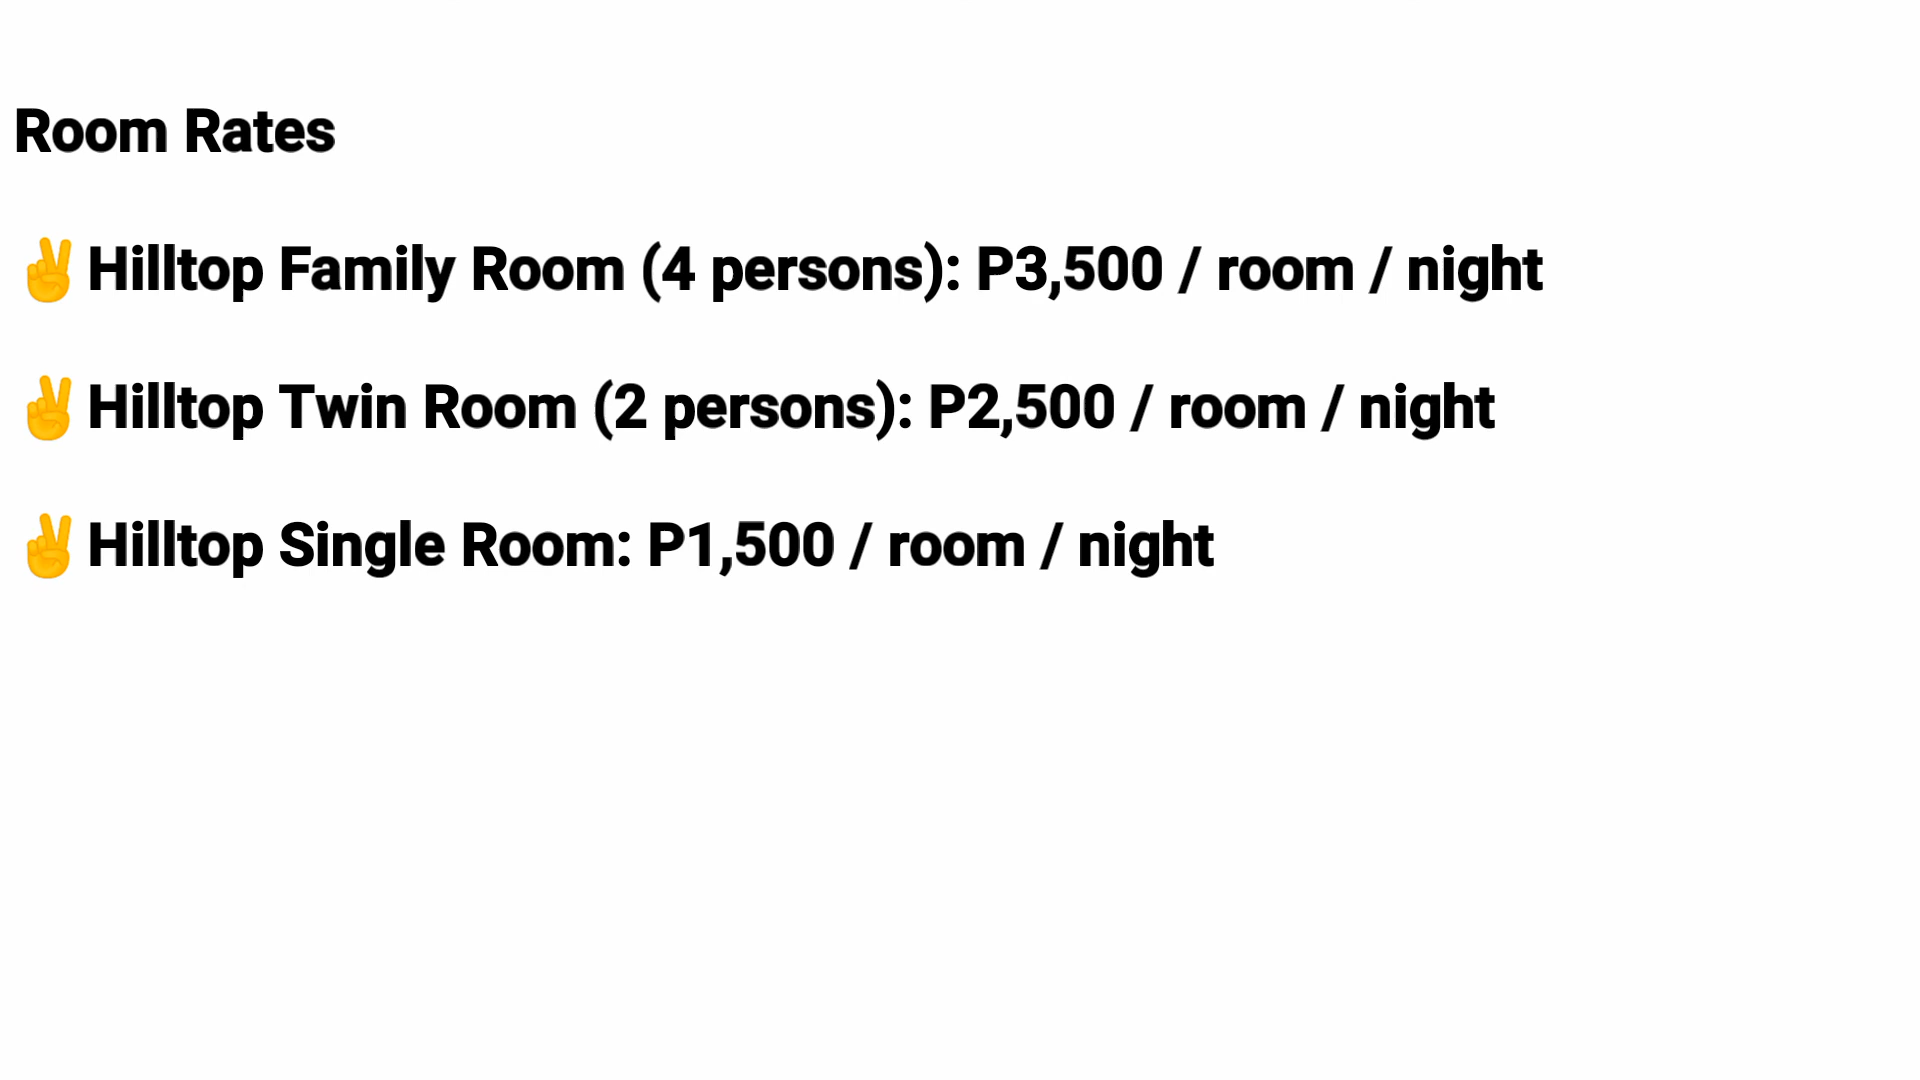 Room Rates
✌️Hilltop Family Room (4 persons): P3,500 / room / night
✌️Hilltop Twin Room (2 persons): P2,500 / room / night
✌️Hilltop Single Room: P1,500 / room / night